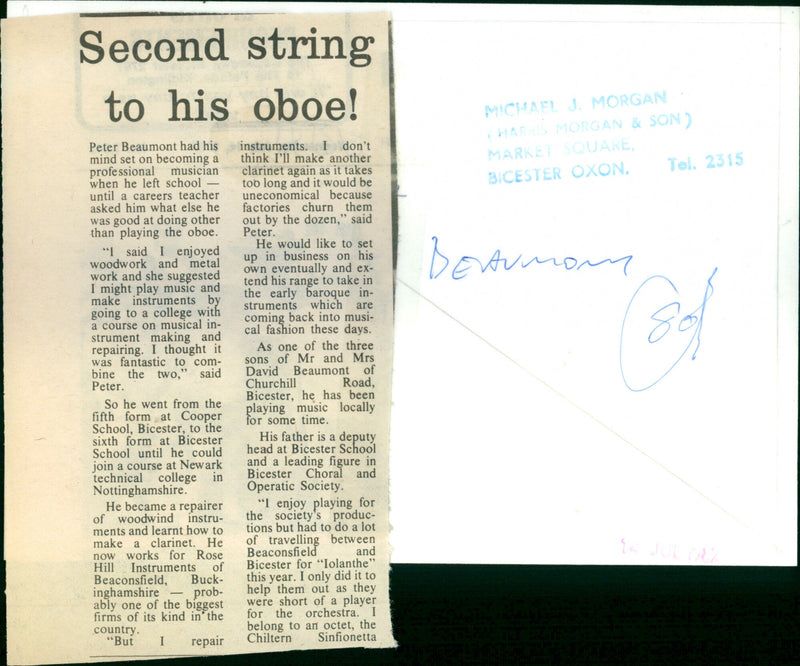 Second string
to his oboe!
Peter Beaumont had his
mind set on becoming a
professional musician
when he left school —
until a careers teacher
asked him what else he
was good at doing other
than playing the oboe.
"I said I enjoyed
woodwork and metal
work and she suggested
I might play music and
make instruments by
going to a college with
a course on musical in-
strument making and
repairing. I thought it
was fantastic to com-
bine the two," said
Peter.
So he went from the
fifth form at Cooper
School, Bicester, to the
sixth form at Bicester
School until he could
join a course at Newark
technical college in
Nottinghamshire.
He became a repairer
of woodwind instru-
ments and learnt how to
make a clarinet. He
now works for Rose
Hill Instruments of
Beaconsfield, Buck-
inghamshire — prob-
ably one of the biggest
firms of its kind in the
country.
"But I repair
instruments. I don't
think I'll make another
clarinet again as it takes
too long and it would be
uneconomical because
factories churn them
out by the dozen," said
Peter.
He would like to set
up in business on his
own eventually and ex-
tend his range to take in
the early baroque in-
struments which are
coming back into musi-
cal fashion these days.
As one of the three
sons of Mr and Mrs
David Beaumont of
Churchill Road,
Bicester, he has been
playing music locally
for some time.
His father is a deputy
head at Bicester School
and a leading figure in
Bicester Choral and
Operatic Society.
"I enjoy playing for
the society's produc-
tions but had to do a lot
of travelling between
Beaconsfield and
Bicester for "Iolanthe"
this year. I only did it to
help them out as they
were short of a player
for the orchestra. I
belong to an octet, the
Chiltern Sinfionetta
MICHAEL J. MORGAN
(HARRIS MORGAN & SON)
MARKET SQUARE,
BICESTER OXON. Tel. 2315
BEAUMONT
JUL